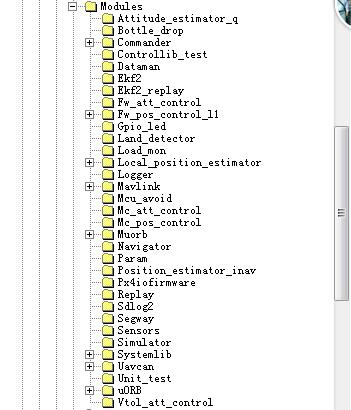 Modules
Attitude_estimator_q
Bottle_drop
Commander
Controllib_test
Dataman
Ekf2
Ekf2_replay
Fw_att_control
Fw_pos_control_l1
Gpio_led
Land_detector
Load_mon
Local_position_estimator
Logger
Mavlink
Mcu_avoid
Mc_att_control
Mc_pos_control
Muorb
Navigator
Param
Position_estimator_inav
Px4iofirmware
Replay
Sdlog2
Segway
Sensors
Simulator
Systemlib
Uavcan
Unit_test
uORB
Vtol_att_control